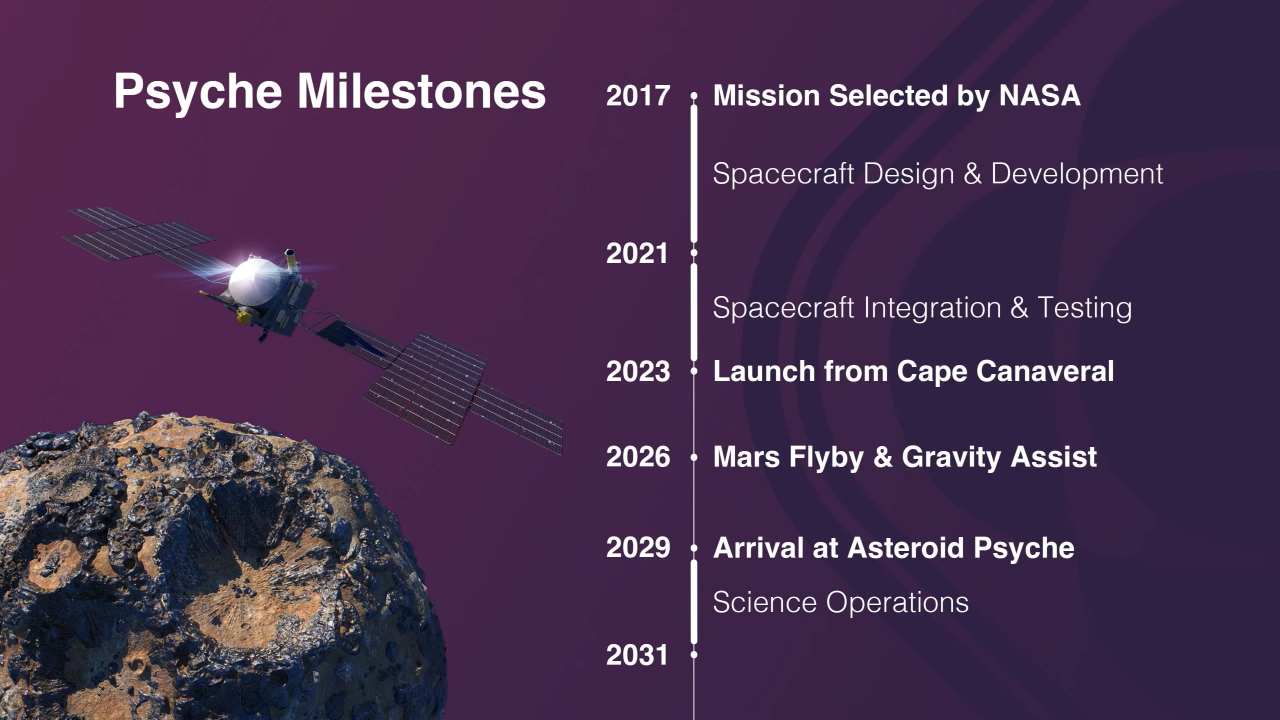 Psyche Milestones
2017 Mission Selected by NASA
Spacecraft Design & Development
2021
Spacecraft Integration & Testing
2023 Launch from Cape Canaveral
2026 Mars Flyby & Gravity Assist
2029 Arrival at Asteroid Psyche
Science Operations
2031